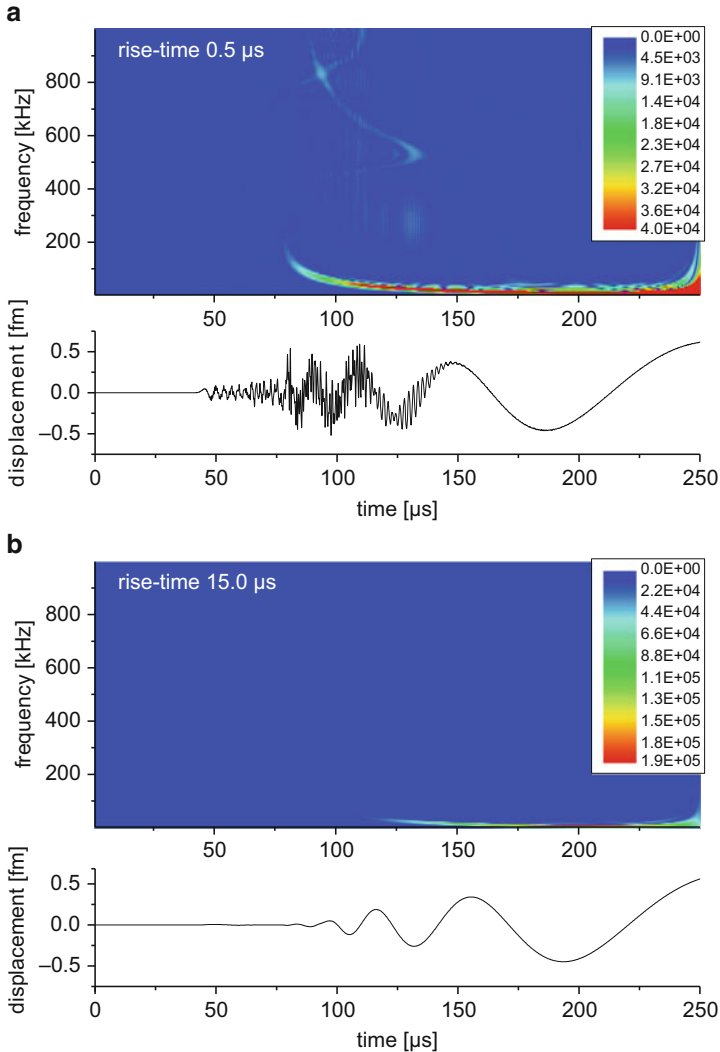 a
rise-time 0.5 µs
0.0E+00
4.5E+03
9.1E+03
1.4E+04
1.8E+04
2.3E+04
2.7E+04
3.2E+04
3.6E+04
4.0E+04
frequency [kHz]
800
600
400
200
50
100
150
200
250
displacement [fm]
0.5
0.0
−0.5
0
50
100
150
200
250
time [µs]
b
rise-time 15.0 µs
0.0E+00
2.2E+04
4.4E+04
6.6E+04
8.8E+04
1.1E+05
1.3E+05
1.5E+05
1.8E+05
1.9E+05
frequency [kHz]
800
600
400
200
50
100
150
200
250
displacement [fm]
0.5
0.0
−0.5
0
50
100
150
200
250
time [µs]